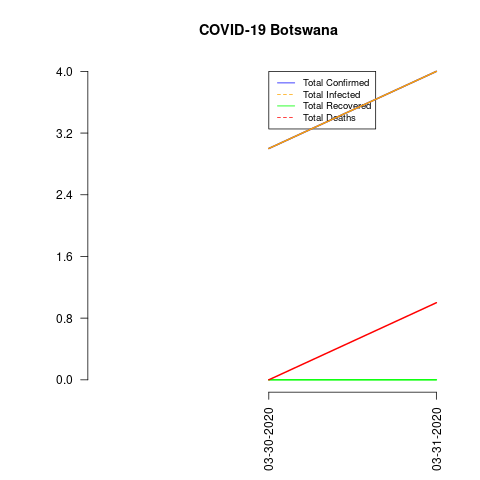 COVID-19 Botswana
4.0
3.2
2.4
1.6
0.8
0.0
Total Confirmed
Total Infected
Total Recovered
Total Deaths
03-30-2020
03-31-2020